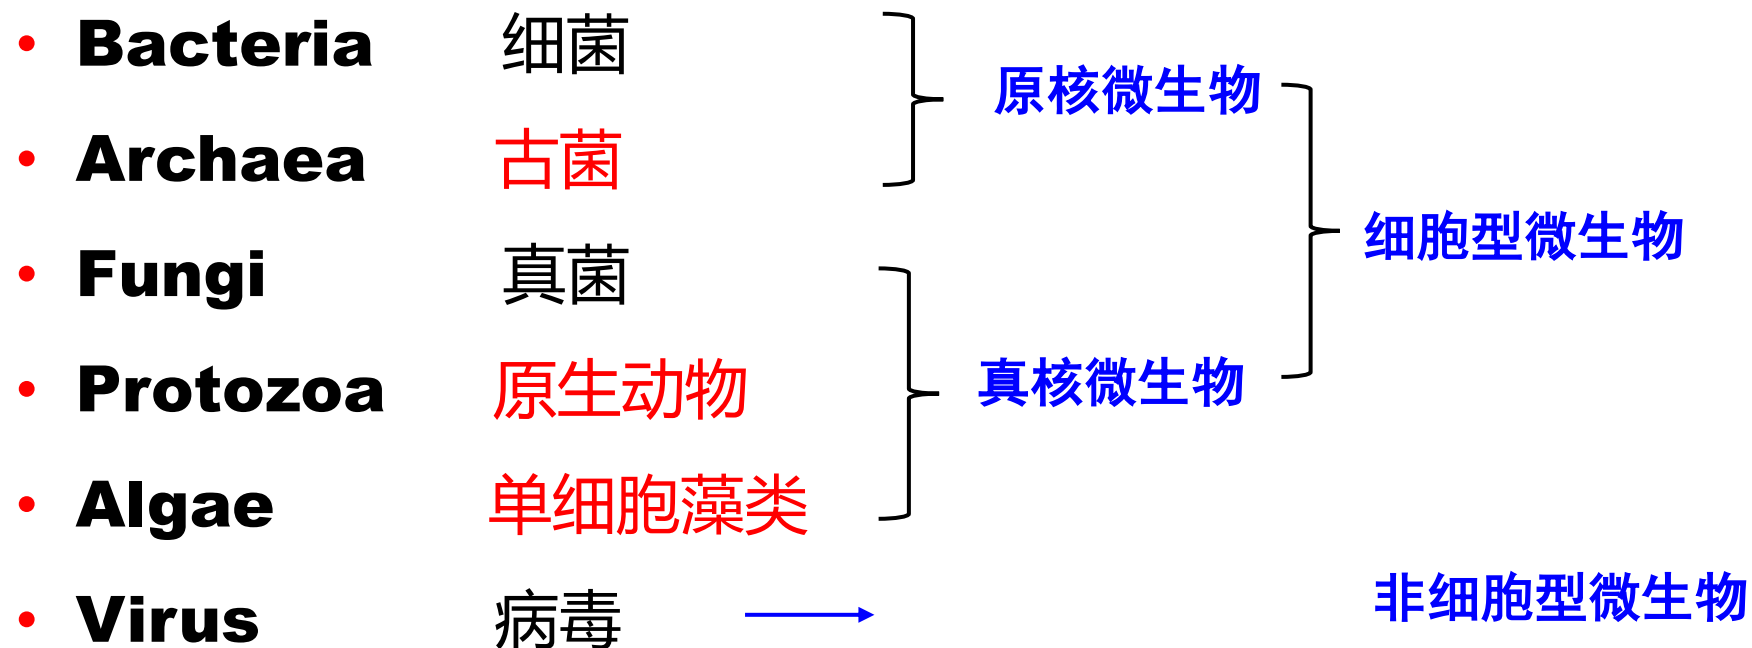 • Bacteria 细菌
原核微生物
• Archaea 古菌
细胞型微生物
• Fungi 真菌
• Protozoa 原生动物
真核微生物
• Algae 单细胞藻类
• Virus 病毒
非细胞型微生物